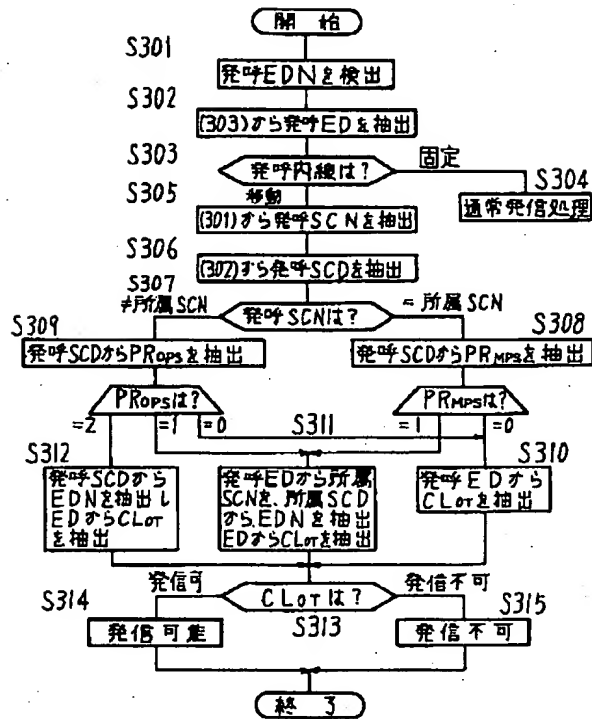 開始
S301
発呼EDNを検出
S302
(303)から発呼EDを抽出
S303
発呼内線は?
固定
S304
通常発信処理
S305
移動
(301)から発呼SCNを抽出
S306
(302)から発呼SCDを抽出
S307
≠所属SCN
発呼SCNは?
=所属SCN
S309
S308
発呼SCDからPROPSを抽出
発呼SCDからPRMPSを抽出
PROPSは?
PRMPSは?
=2
=1
=0
S311
=1
=0
S312
S310
発呼SCDから
EDNを抽出し
EDからCLOT
を抽出
発呼EDから所属
SCNを、所属SCD
から、EDNを抽出
EDからCLOTを抽出
発呼EDから
CLOTを抽出
発信可
CLOTは?
発信不可
S314
S313
S315
発信可能
発信不可
終了